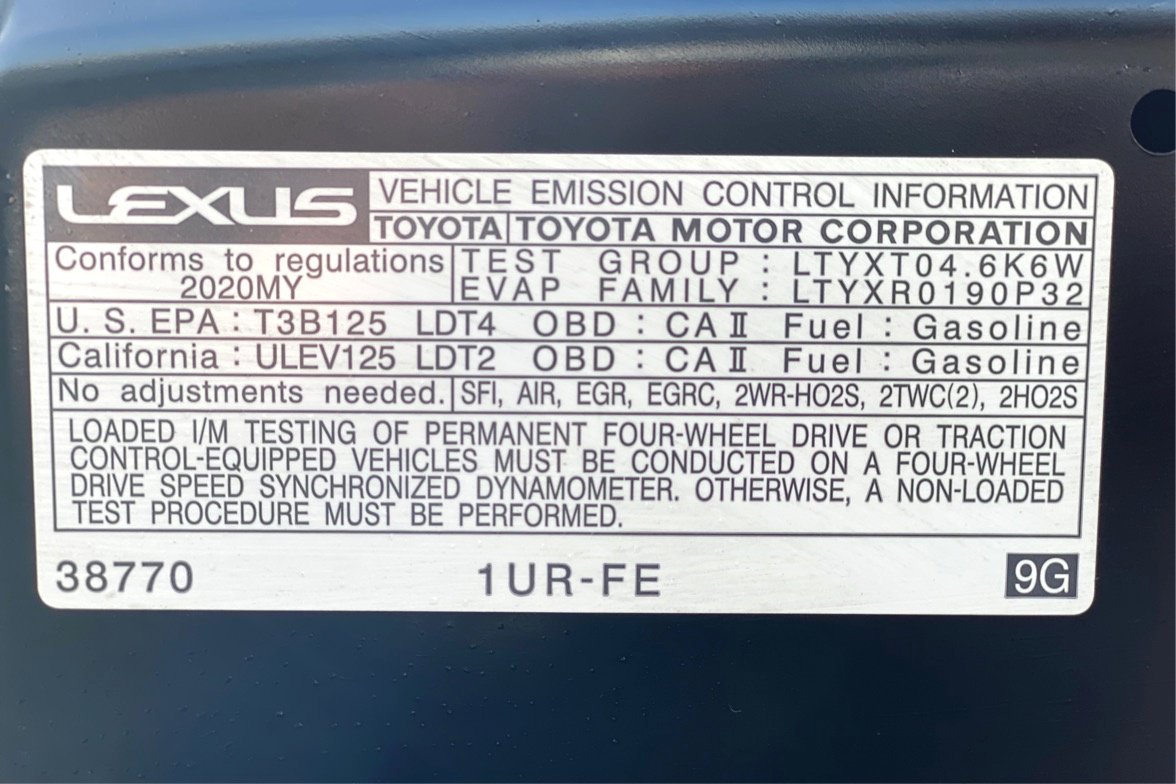 LEXUS VEHICLE EMISSION CONTROL INFORMATION
TOYOTA TOYOTA MOTOR CORPORATION
Conforms to regulations TEST GROUP : LTYXT04.6K6W
2020MY EVAP FAMILY : LTYXR0190P32
U. S. EPA : T3B125 LDT4 OBD : CA Ⅱ Fuel : Gasoline
California : ULEV125 LDT2 OBD : CA Ⅱ Fuel : Gasoline
No adjustments needed. SFI, AIR, EGR, EGRC, 2WR-HO2S, 2TWC(2), 2HO2S
LOADED I/M TESTING OF PERMANENT FOUR-WHEEL DRIVE OR TRACTION
CONTROL-EQUIPPED VEHICLES MUST BE CONDUCTED ON A FOUR-WHEEL
DRIVE SPEED SYNCHRONIZED DYNAMOMETER. OTHERWISE, A NON-LOADED
TEST PROCEDURE MUST BE PERFORMED.
38770 1UR-FE 9G